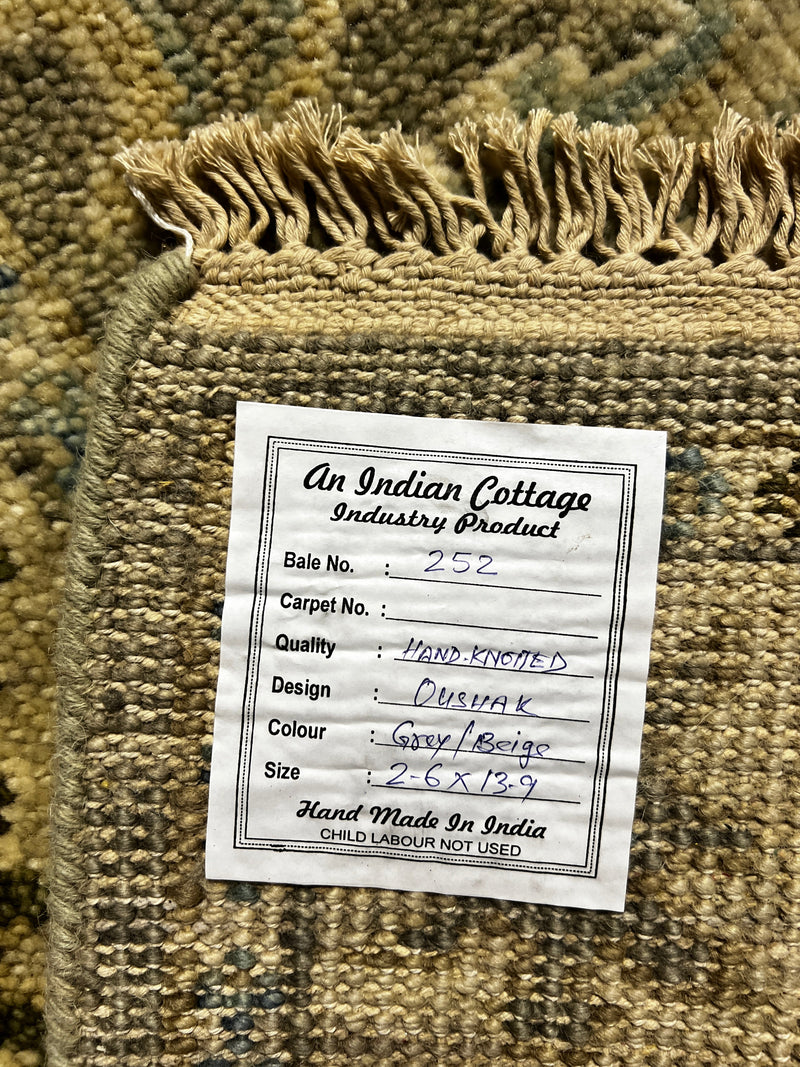 An Indian Cottage
Industry Product
Bale No. : 252
Carpet No. :
Quality : HAND-KNOTTED
Design : OUSHAK
Colour : Grey/Beige
Size : 2-6 x 13-9
Hand Made In India
CHILD LABOUR NOT USED